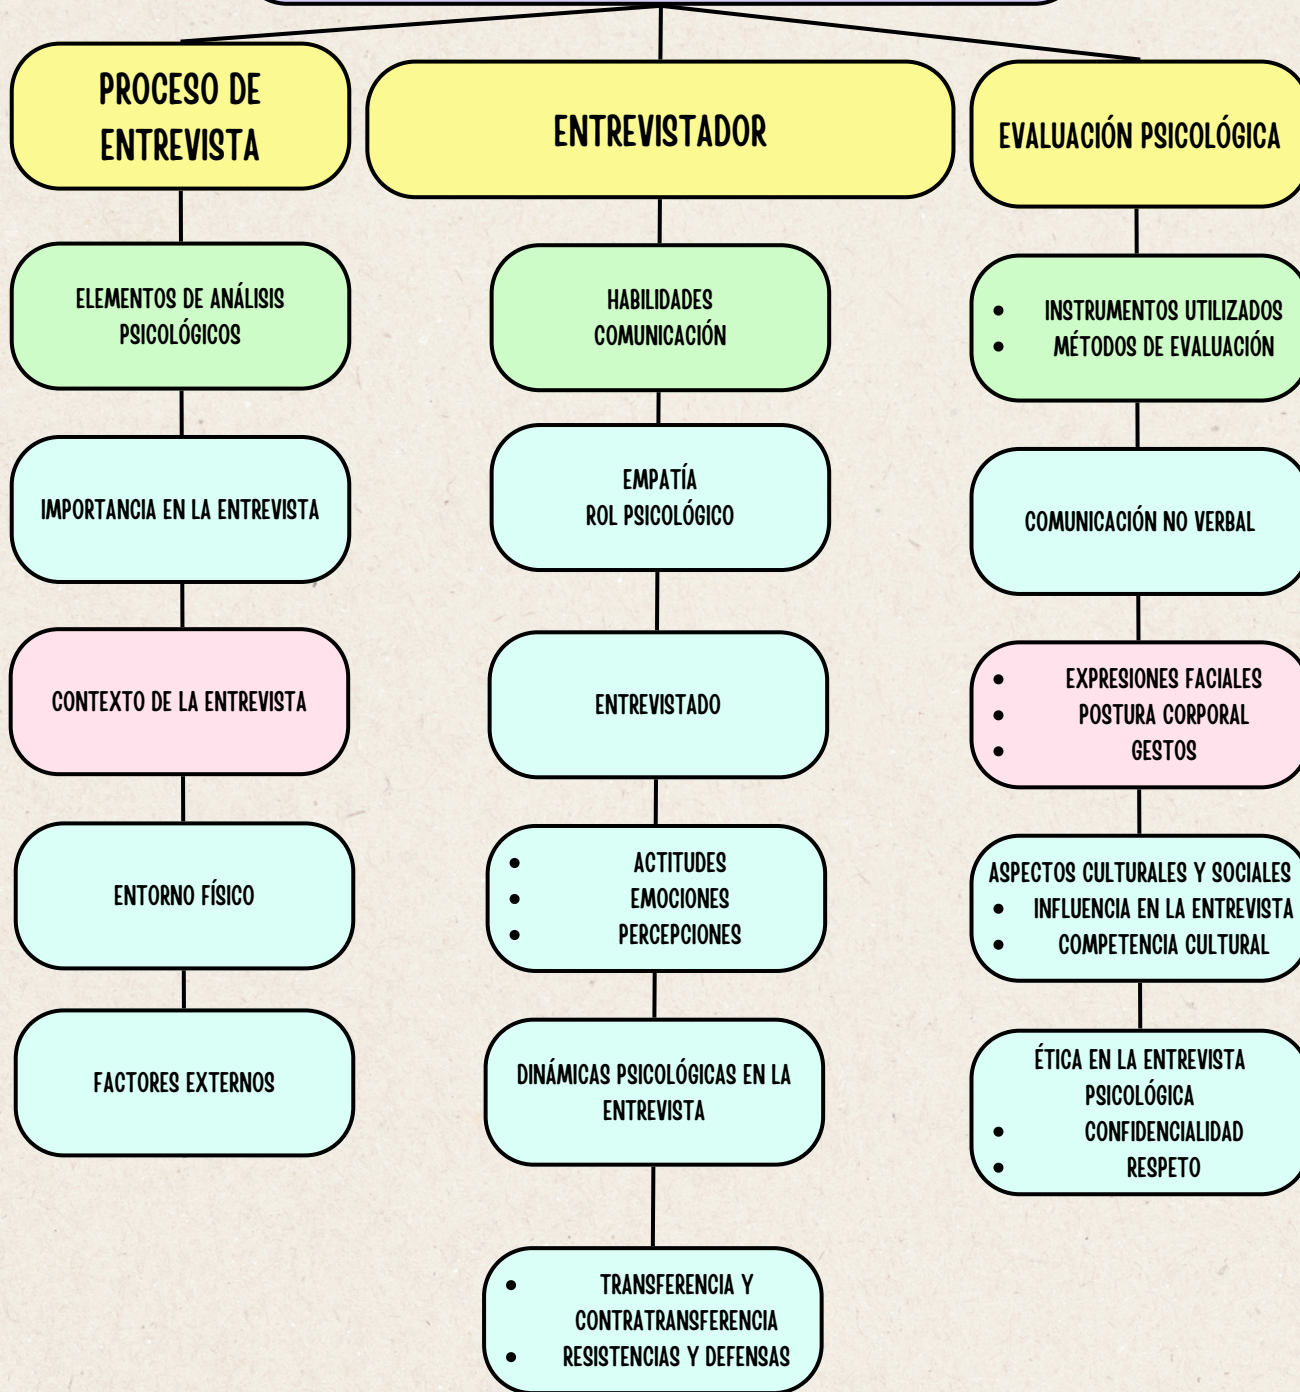 PROCESO DE
ENTREVISTA
ELEMENTOS DE ANÁLISIS
PSICOLÓGICOS
IMPORTANCIA EN LA ENTREVISTA
CONTEXTO DE LA ENTREVISTA
ENTORNO FÍSICO
FACTORES EXTERNOS
ENTREVISTADOR
HABILIDADES
COMUNICACIÓN
EMPATÍA
ROL PSICOLÓGICO
ENTREVISTADO
• ACTITUDES
• EMOCIONES
• PERCEPCIONES
DINÁMICAS PSICOLÓGICAS EN LA
ENTREVISTA
• TRANSFERENCIA Y
CONTRATRANSFERENCIA
• RESISTENCIAS Y DEFENSAS
EVALUACIÓN PSICOLÓGICA
• INSTRUMENTOS UTILIZADOS
• MÉTODOS DE EVALUACIÓN
COMUNICACIÓN NO VERBAL
• EXPRESIONES FACIALES
• POSTURA CORPORAL
• GESTOS
ASPECTOS CULTURALES Y SOCIALES
• INFLUENCIA EN LA ENTREVISTA
• COMPETENCIA CULTURAL
ÉTICA EN LA ENTREVISTA
PSICOLÓGICA
• CONFIDENCIALIDAD
• RESPETO